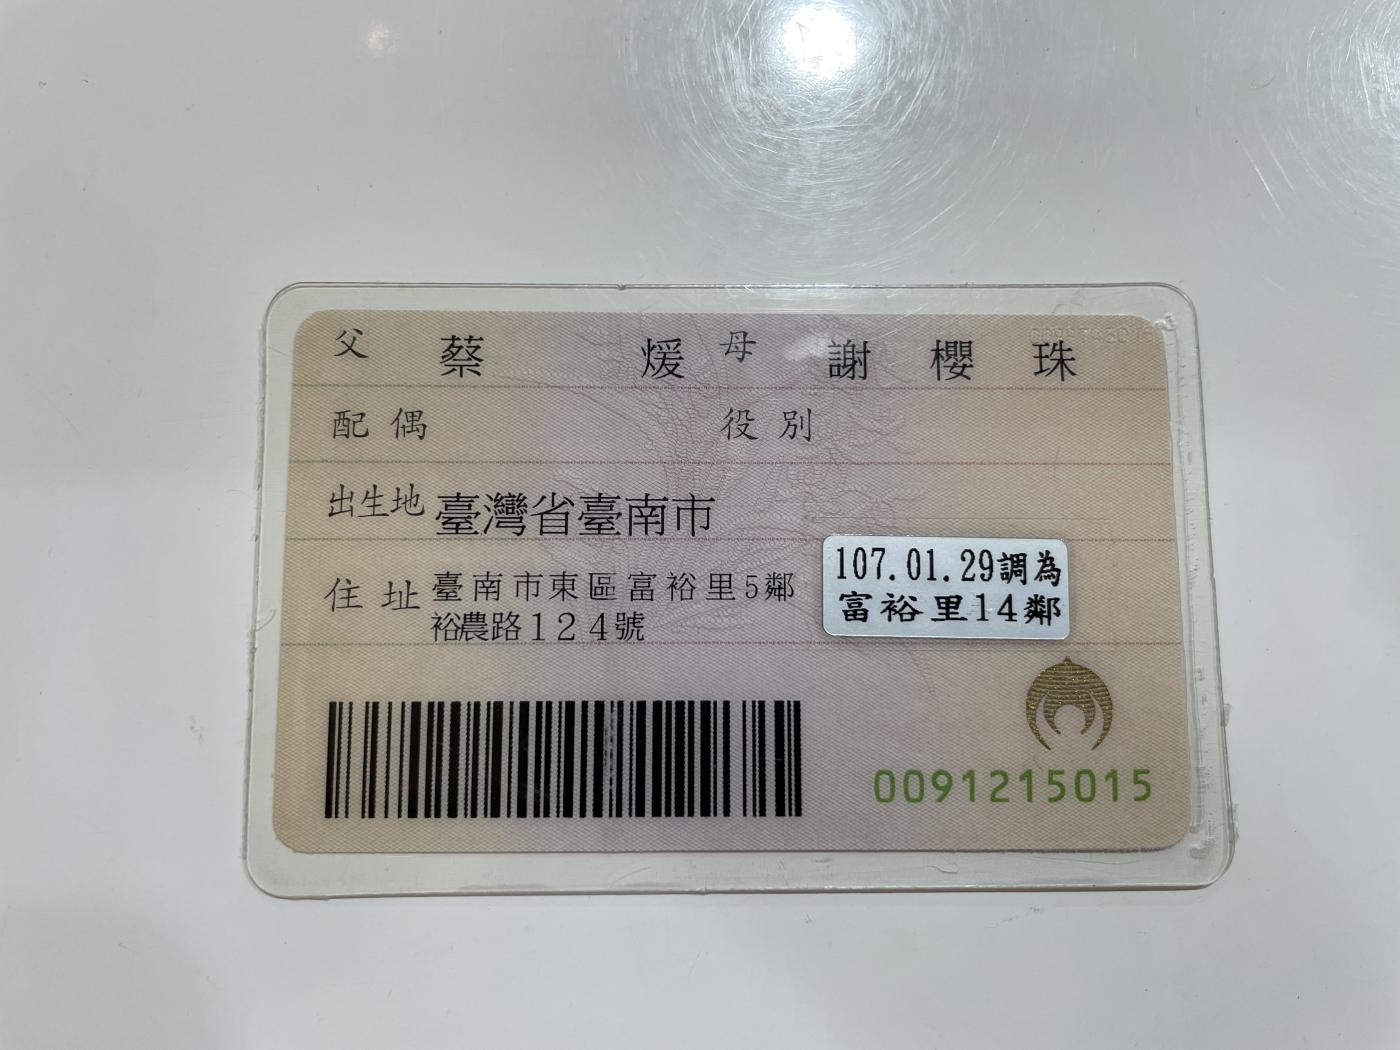 父 蔡 煖 母 謝櫻珠
配偶 役別
出生地 臺灣省臺南市
住址 臺南市東區富裕里5鄰
裕農路124號
107.01.29調為
富裕里14鄰
0091215015